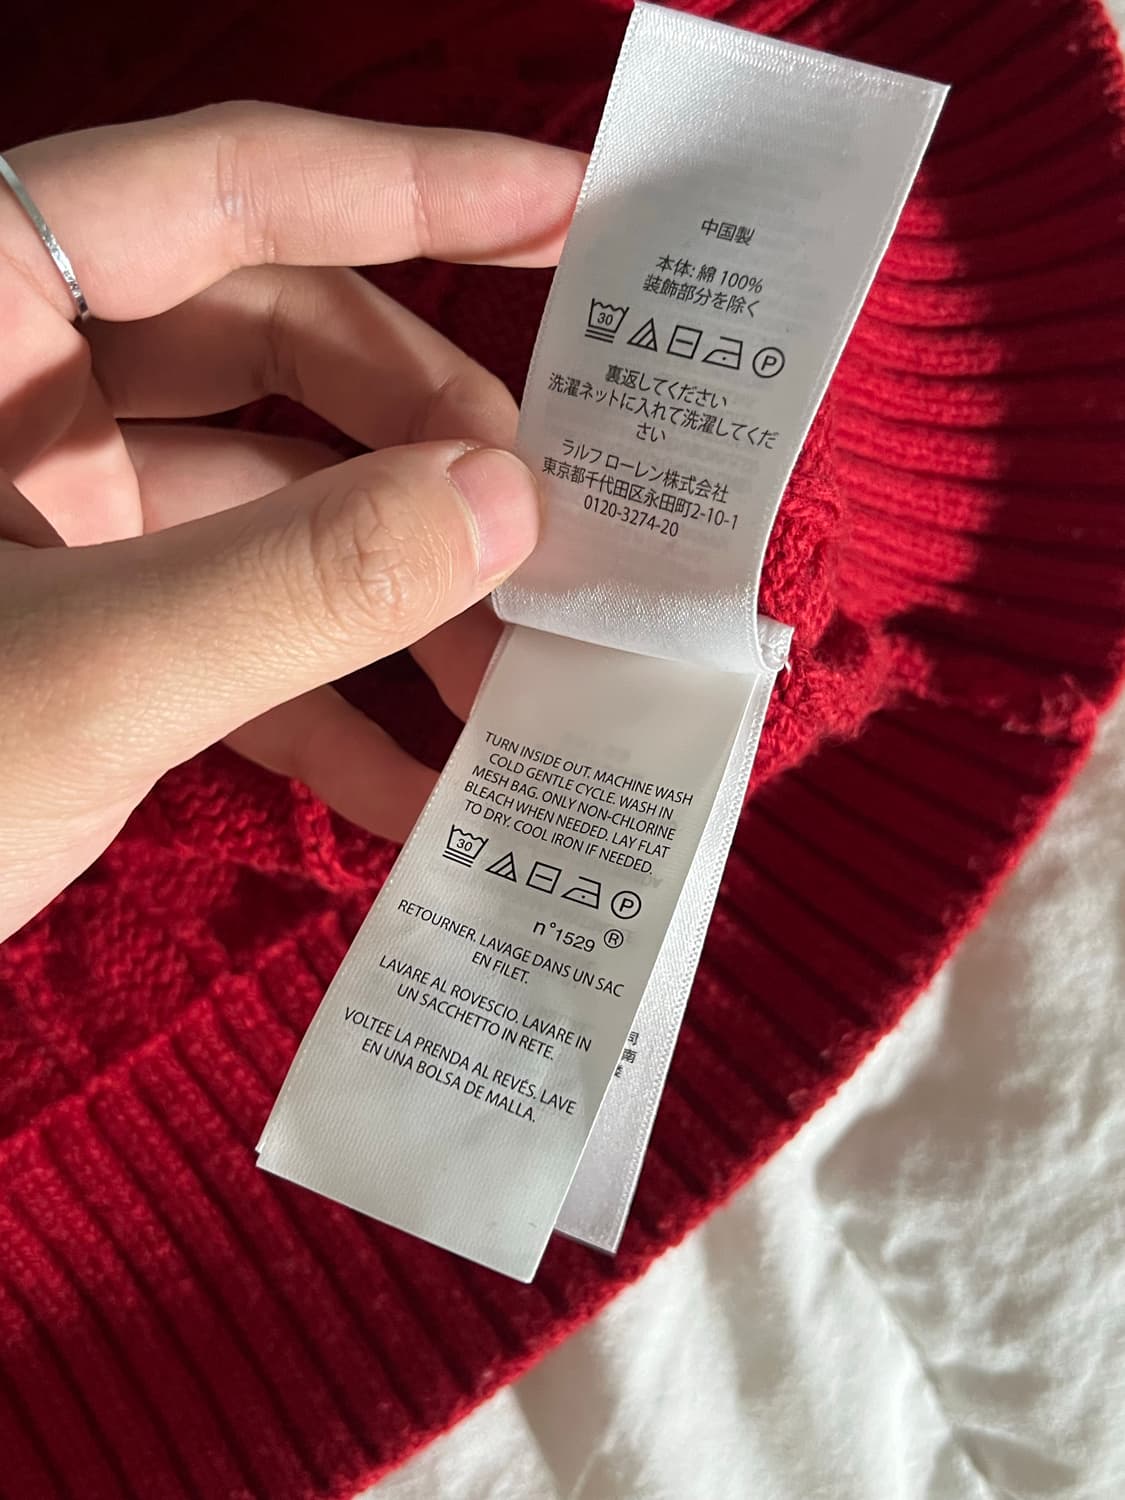 中国製
本体: 綿 100%
装飾部分を除く
30
P
裏返してください
洗濯ネットに入れて洗濯してくだ
さい
ラルフ ローレン株式会社
東京都千代田区永田町2-10-1
0120-3274-20
TURN INSIDE OUT. MACHINE WASH
COLD GENTLE CYCLE. WASH IN
MESH BAG. ONLY NON-CHLORINE
BLEACH WHEN NEEDED. LAY FLAT
TO DRY. COOL IRON IF NEEDED.
30
P
n°1529 ®
RETOURNER. LAVAGE DANS UN SAC
EN FILET.
LAVARE AL ROVESCIO. LAVARE IN
UN SACCHETTO IN RETE.
VOLTEE LA PRENDA AL REVÉS. LAVE
EN UNA BOLSA DE MALLA.
司
南